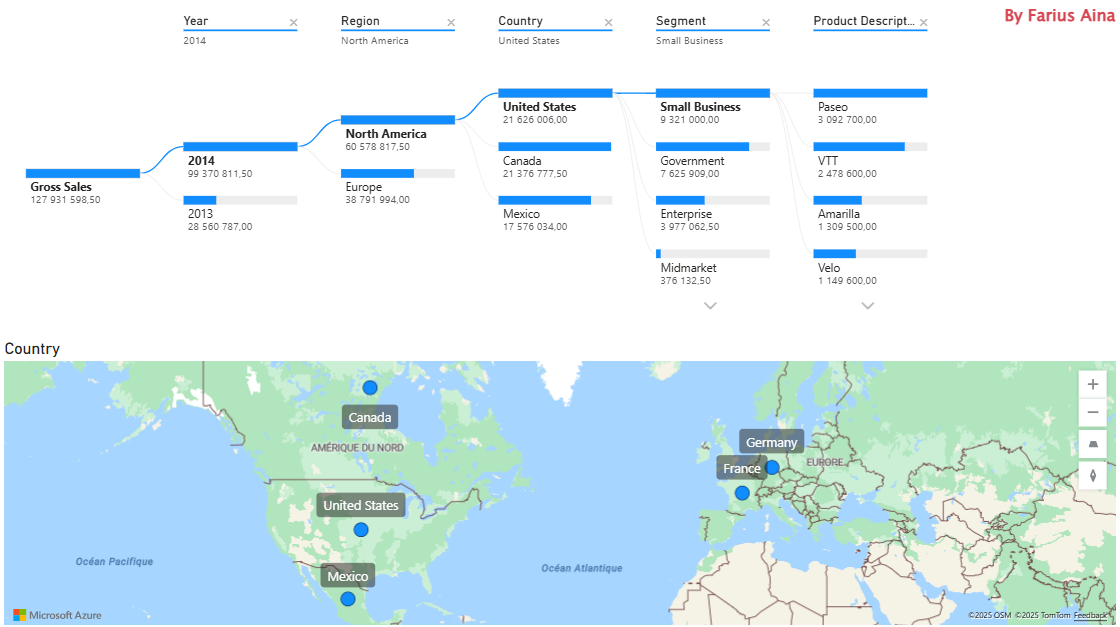 By Farius Aina
Year
2014
Region
North America
Country
United States
Segment
Small Business
Product Descript...
Gross Sales
127 931 598,50
2014
99 370 811,50
2013
28 560 787,00
North America
60 578 817,50
Europe
38 791 994,00
United States
21 626 006,00
Canada
21 376 777,50
Mexico
17 576 034,00
Small Business
9 321 000,00
Government
7 625 909,00
Enterprise
3 977 062,50
Midmarket
376 132,50
Paseo
3 092 700,00
VTT
2 478 600,00
Amarilla
1 309 500,00
Velo
1 149 600,00
Country
Canada
AMÉRIQUE DU NORD
United States
Mexico
Germany
France
EUROPE
Océan Pacifique
Océan Atlantique
Microsoft Azure
©2025 OSM ©2025 TomTom Feedback